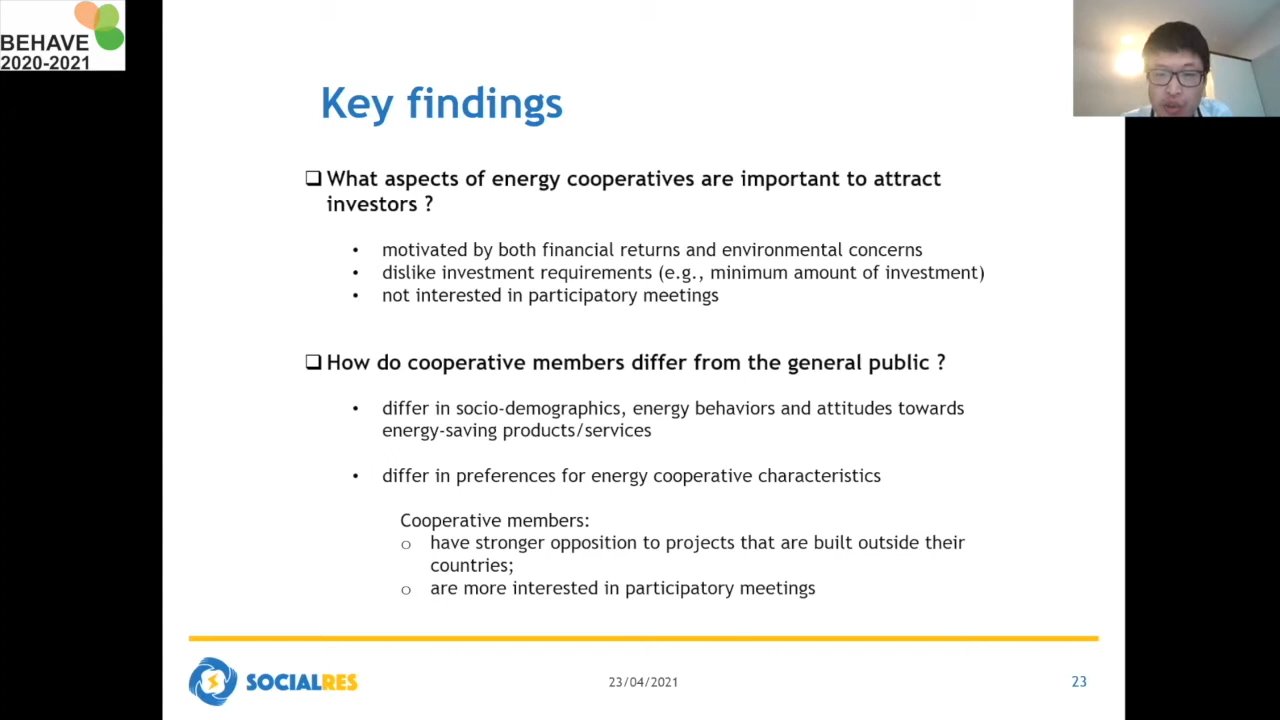 BEHAVE
2020-2021
Key findings
❑ What aspects of energy cooperatives are important to attract
investors ?
• motivated by both financial returns and environmental concerns
• dislike investment requirements (e.g., minimum amount of investment)
• not interested in participatory meetings
❑ How do cooperative members differ from the general public ?
• differ in socio-demographics, energy behaviors and attitudes towards
energy-saving products/services
• differ in preferences for energy cooperative characteristics
Cooperative members:
o have stronger opposition to projects that are built outside their
countries;
o are more interested in participatory meetings
SOCIALRES
23/04/2021
23